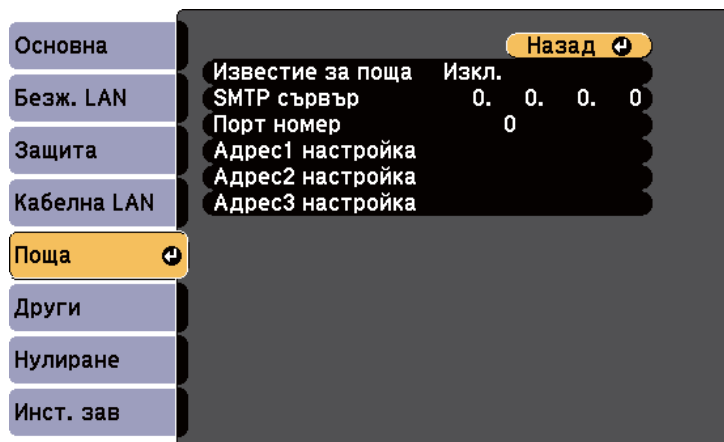 Основна
Безж. LAN
Защита
Кабелна LAN
Поща
Други
Нулиране
Инст. зав
Назад
Известие за поща Изкл.
SMTP сървър 0. 0. 0. 0
Порт номер 0
Адрес1 настройка
Адрес2 настройка
Адрес3 настройка